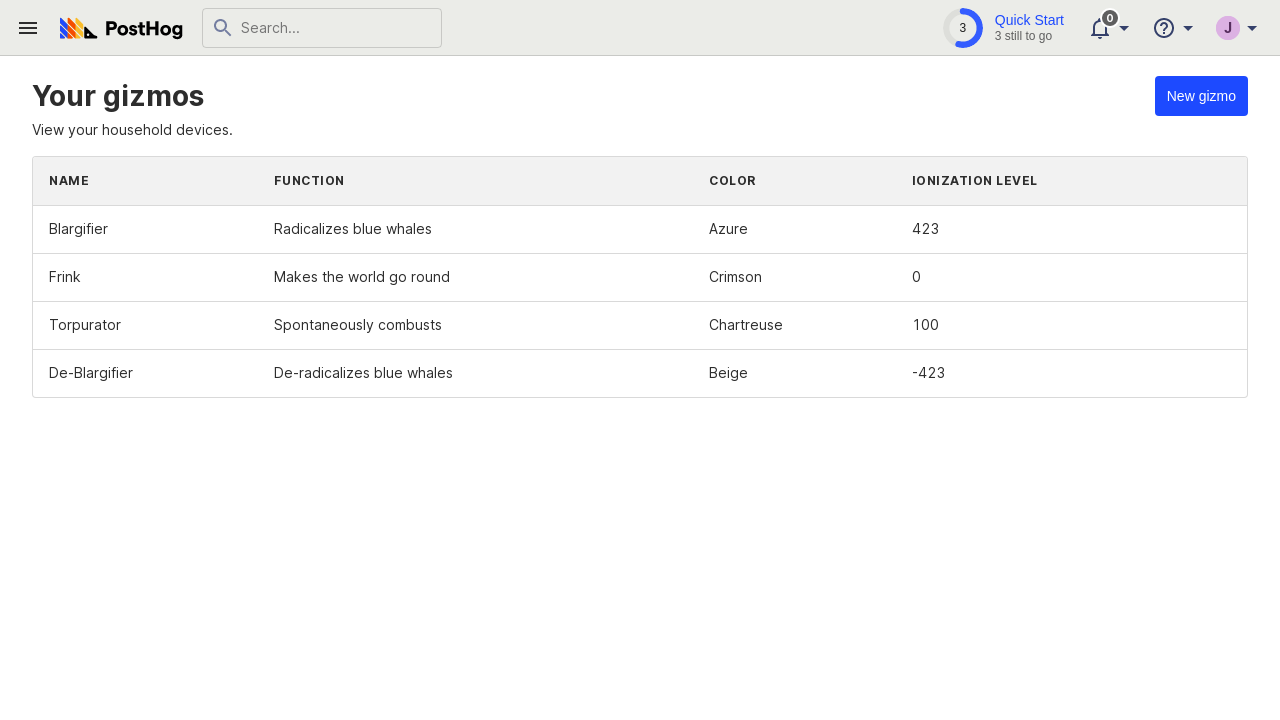 PostHog
Search...
3
Quick Start
3 still to go
0
J
Your gizmos
New gizmo
View your household devices.
NAME FUNCTION COLOR IONIZATION LEVEL
Blargifier Radicalizes blue whales Azure 423
Frink Makes the world go round Crimson 0
Torpurator Spontaneously combusts Chartreuse 100
De-Blargifier De-radicalizes blue whales Beige -423